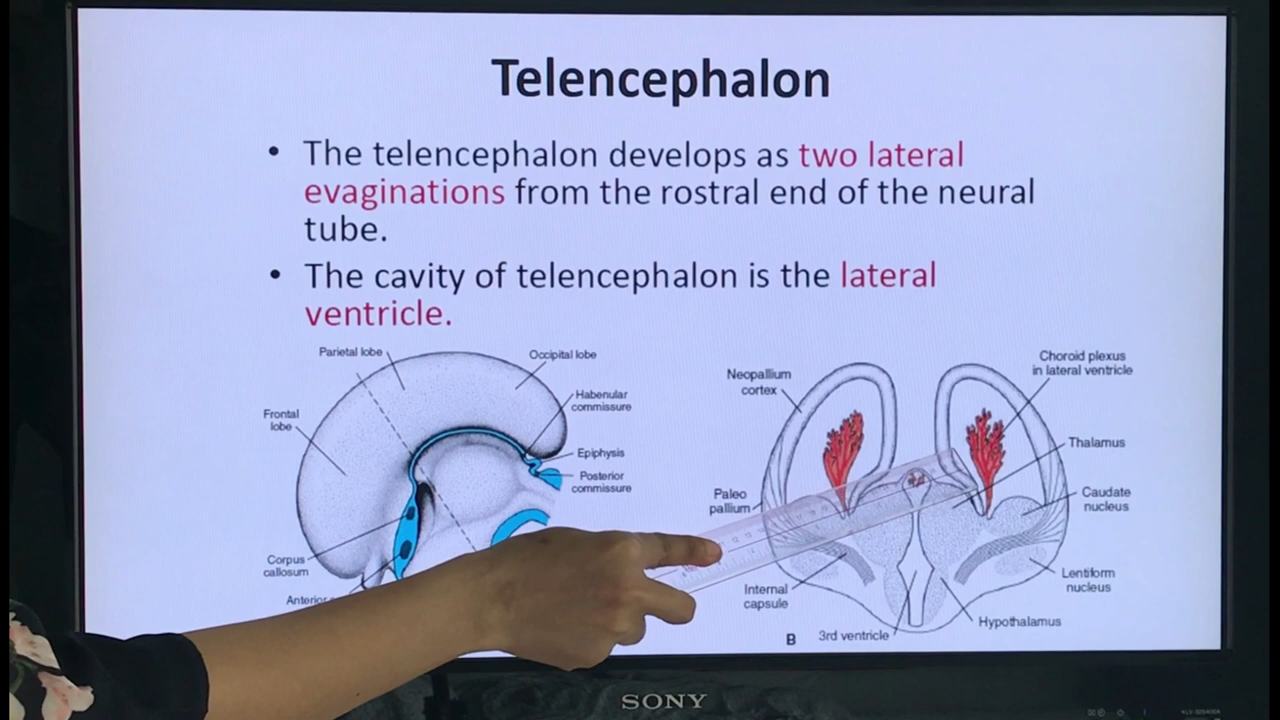 Telencephalon
• The telencephalon develops as two lateral
evaginations from the rostral end of the neural
tube.
• The cavity of telencephalon is the lateral
ventricle.
Parietal lobe
Occipital lobe
Frontal
lobe
Habenular
commissure
Epiphysis
Posterior
commissure
Corpus
callosum
Anterior
Neopallium
cortex
Choroid plexus
in lateral ventricle
Thalamus
Paleo
pallium
Caudate
nucleus
Internal
capsule
Lentiform
nucleus
Hypothalamus
B
3rd ventricle
SONY